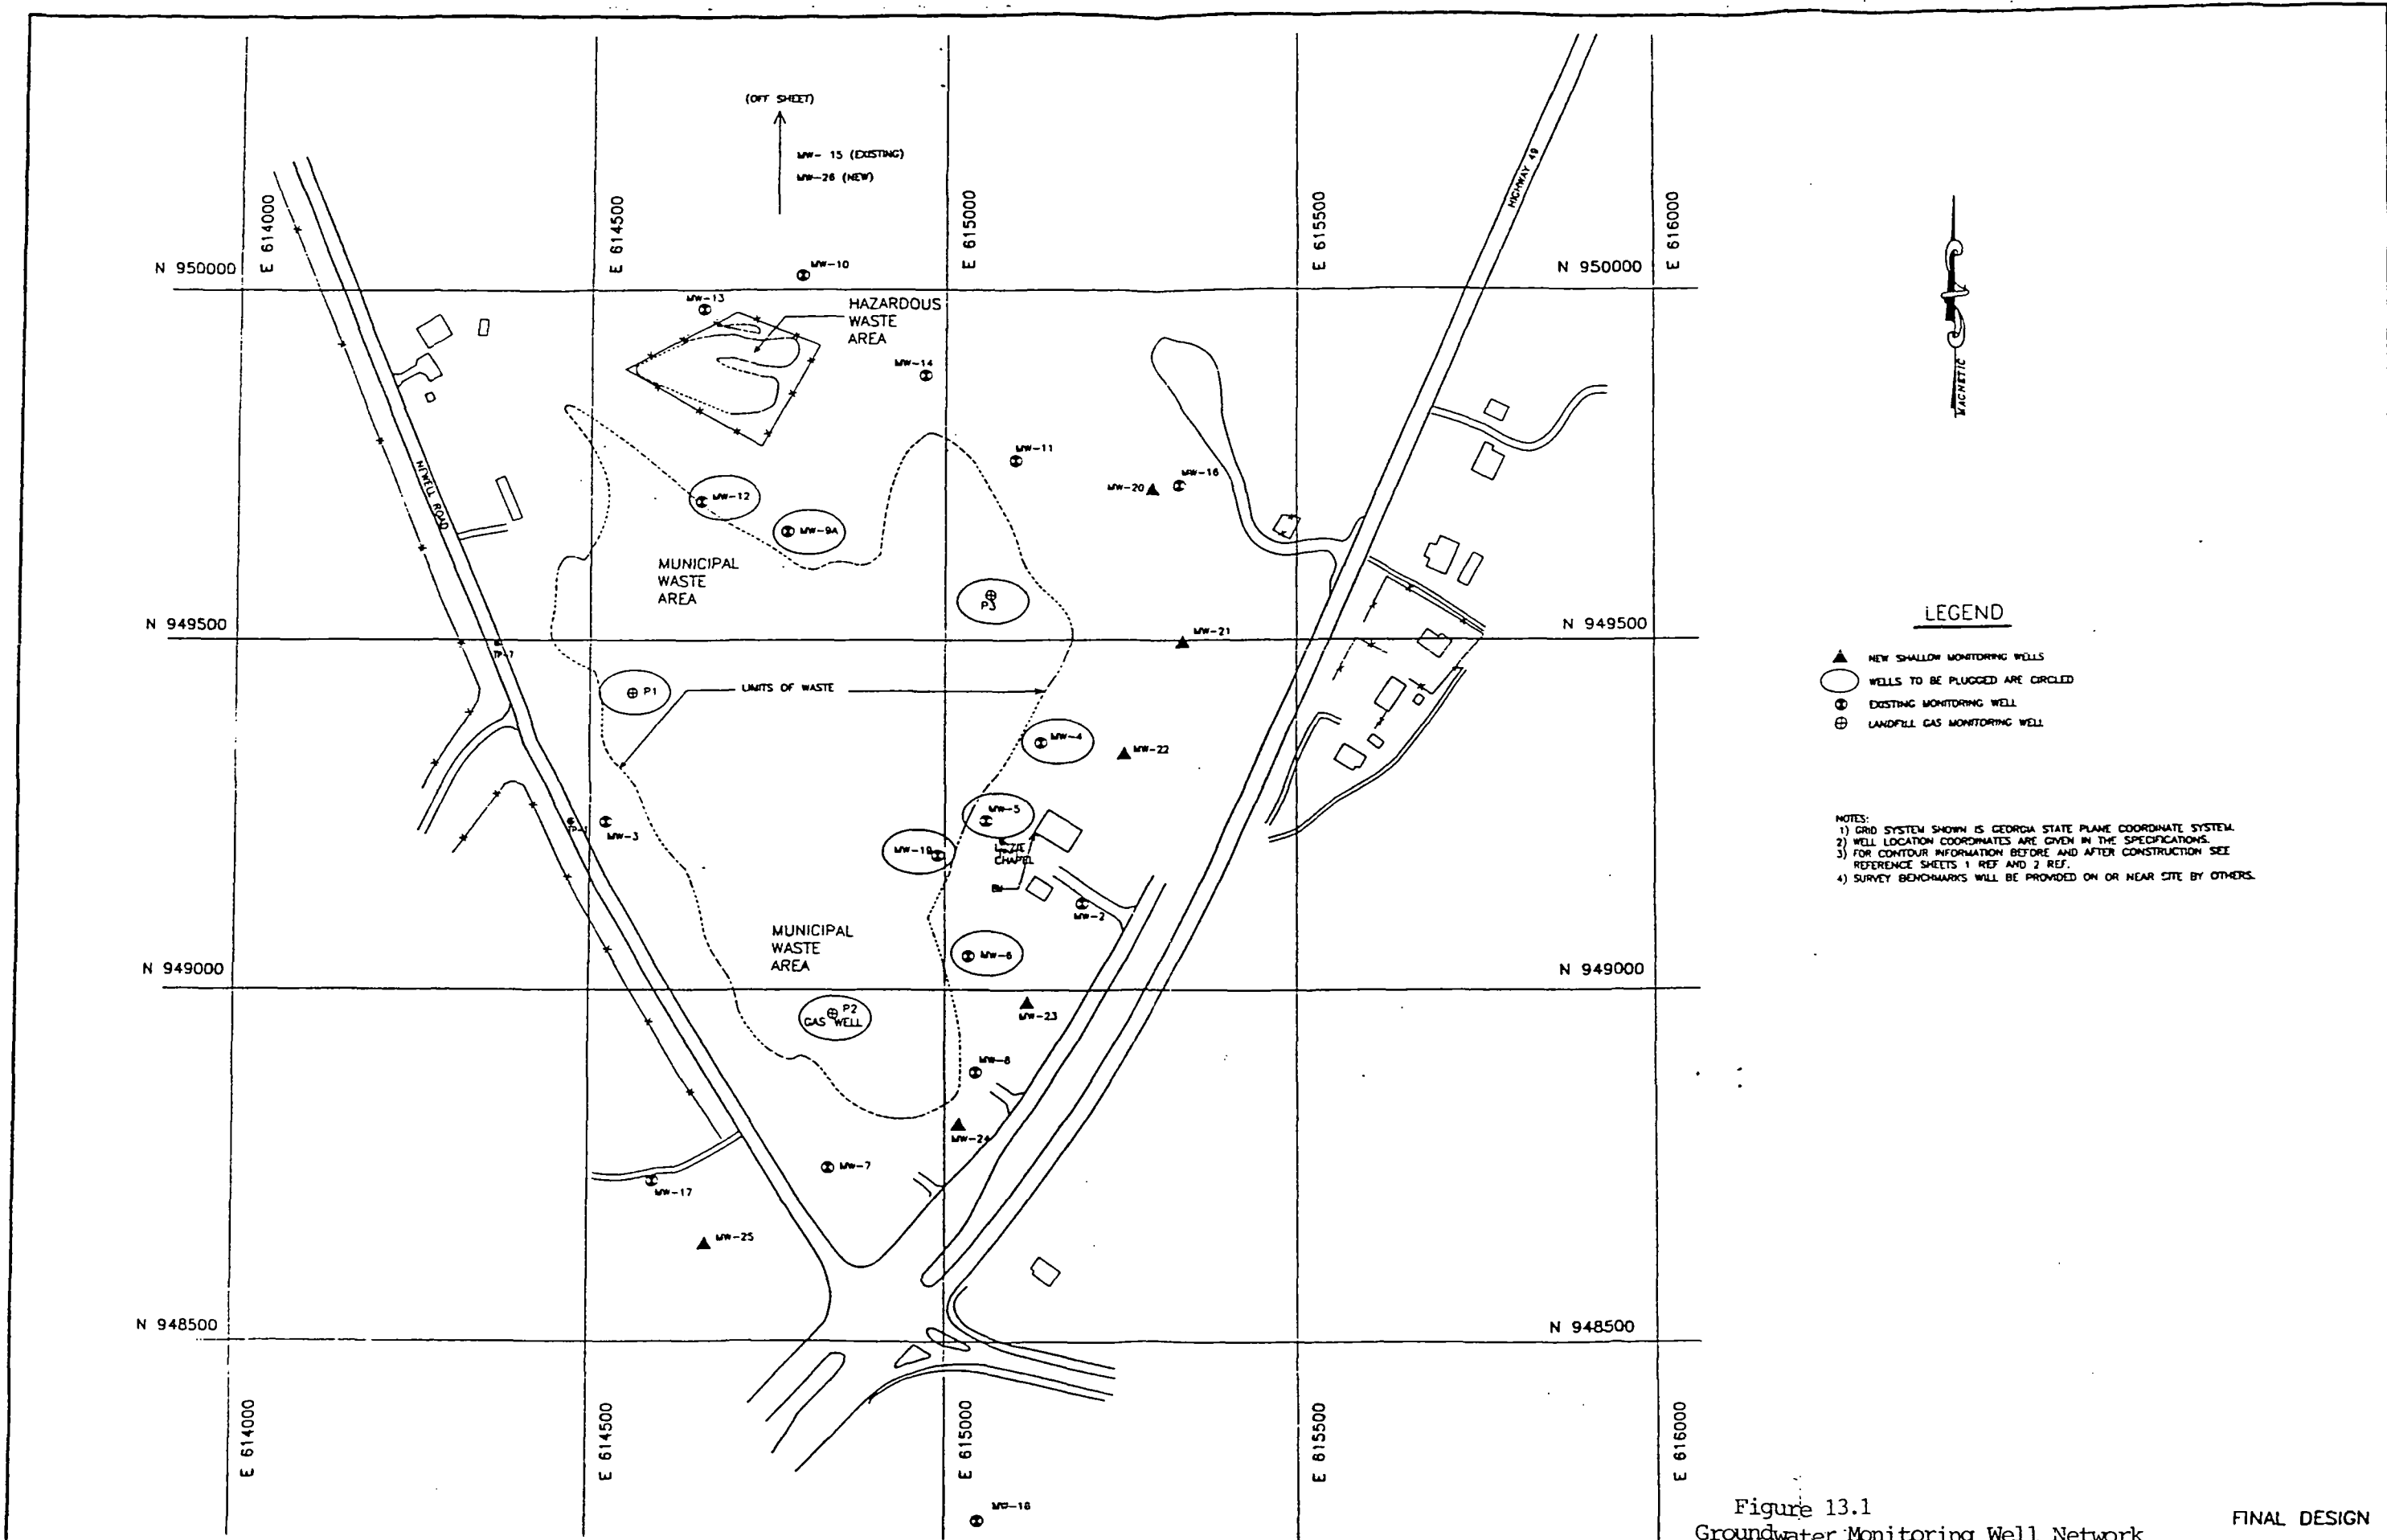 (OFF SHEET)
MW- 15 (EXISTING)
MW-26 (NEW)
E 614000
E 614500
E 615000
E 615500
E 616000
HIGHWAY 49
N 950000
N 950000
MW-10
MW-13
HAZARDOUS
WASTE
AREA
MW-14
MAGNETIC
MW-11
NEWELL ROAD
MW-12
MW-20
MW-16
MW-9A
MUNICIPAL
WASTE
AREA
P3
N 949500
N 949500
TP-7
MW-21
P1
LIMITS OF WASTE
MW-4
MW-22
LEGEND
NEW SHALLOW MONITORING WELLS
WELLS TO BE PLUGGED ARE CIRCLED
EXISTING MONITORING WELL
LANDFILL GAS MONITORING WELL
MW-5
TP-1
MW-3
MW-19
LIZZIE
CHAPEL
BM
MW-2
NOTES:
1) GRID SYSTEM SHOWN IS GEORGIA STATE PLANE COORDINATE SYSTEM.
2) WELL LOCATION COORDINATES ARE GIVEN IN THE SPECIFICATIONS.
3) FOR CONTOUR INFORMATION BEFORE AND AFTER CONSTRUCTION SEE
REFERENCE SHEETS 1 REF AND 2 REF.
4) SURVEY BENCHMARKS WILL BE PROVIDED ON OR NEAR SITE BY OTHERS.
MUNICIPAL
WASTE
AREA
MW-6
N 949000
N 949000
P2
GAS WELL
MW-23
MW-8
MW-24
MW-7
MW-17
MW-25
N 948500
N 948500
E 614000
E 614500
E 615000
E 615500
E 616000
MW-18
Figure 13.1
Groundwater Monitoring Well Network
FINAL DESIGN